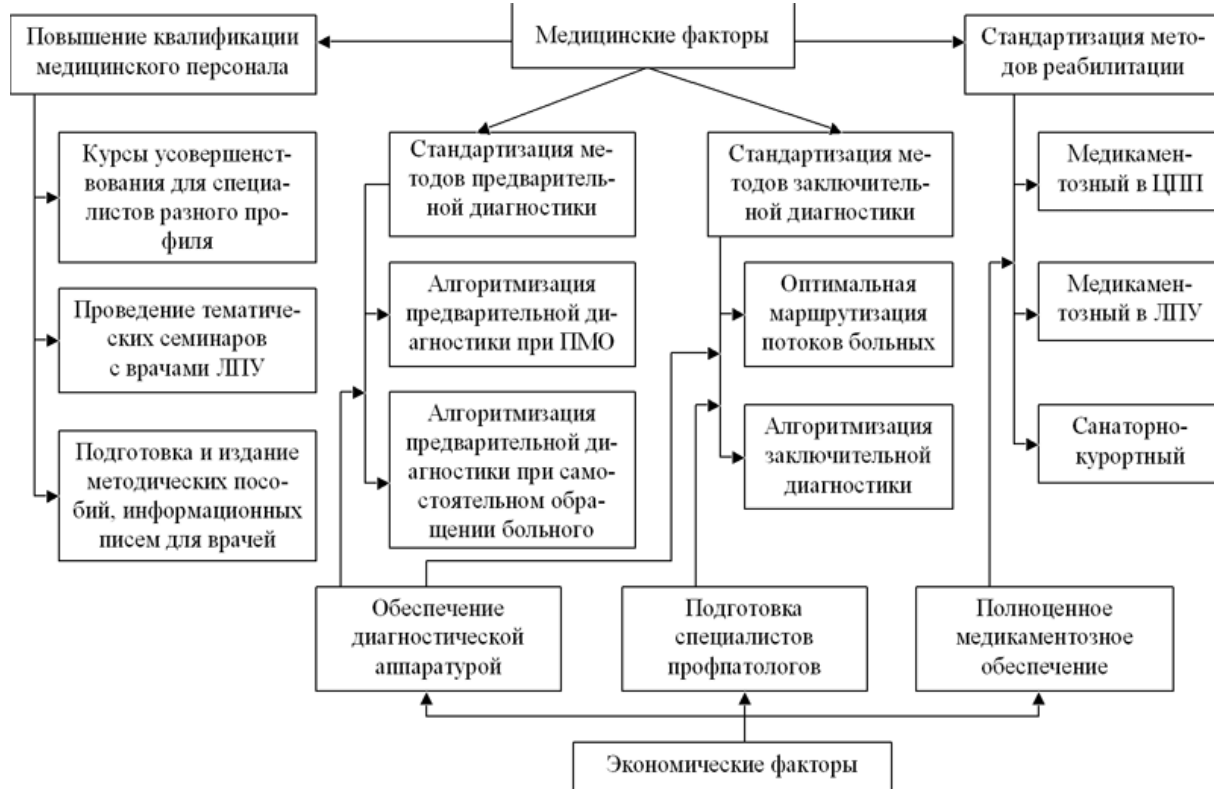 Повышение квалификации
медицинского персонала
Медицинские факторы
Стандартизация мето-
дов реабилитации
Курсы усовершенст-
вования для специа-
листов разного про-
филя
Стандартизация ме-
тодов предваритель-
ной диагностики
Стандартизация ме-
тодов заключитель-
ной диагностики
Медикамен-
тозный в ЦПП
Проведение тематиче-
ских семинаров
с врачами ЛПУ
Алгоритмизация
предварительной ди-
агностики при ПМО
Оптимальная
маршрутизация
потоков больных
Медикамен-
тозный в ЛПУ
Подготовка и издание
методических посо-
бий, информационных
писем для врачей
Алгоритмизация
предварительной ди-
агностики при само-
стоятельном обра-
щении больного
Алгоритмизация
заключительной
диагностики
Санаторно-
курортный
Обеспечение
диагностической
аппаратурой
Подготовка
специалистов
профпатологов
Полноценное
медикаментозное
обеспечение
Экономические факторы